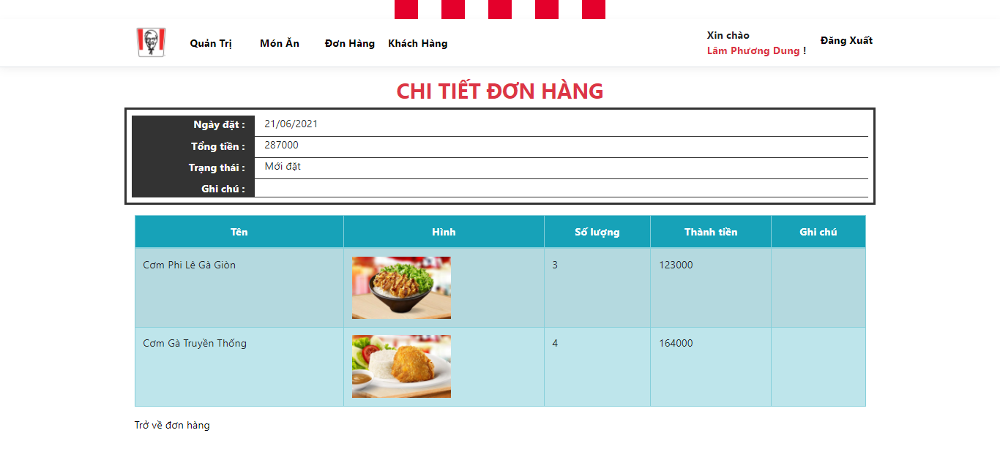 Quản Trị Món Ăn Đơn Hàng Khách Hàng
Xin chào
Lâm Phương Dung !
Đăng Xuất
CHI TIẾT ĐƠN HÀNG
Ngày đặt : 21/06/2021
Tổng tiền : 287000
Trạng thái : Mới đặt
Ghi chú :
Tên Hình Số lượng Thành tiền Ghi chú
Cơm Phi Lê Gà Giòn 3 123000
Cơm Gà Truyền Thống 4 164000
Trở về đơn hàng